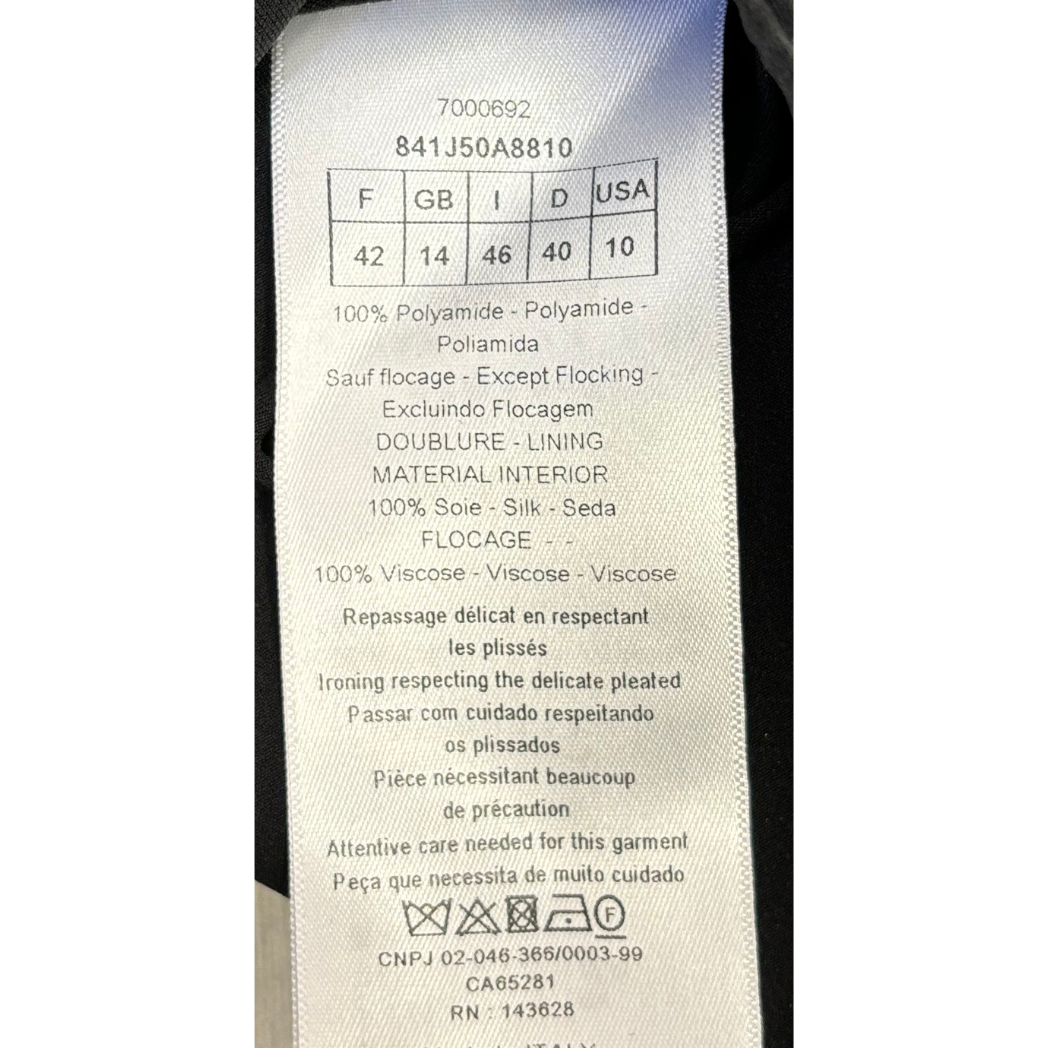 7000692
841J50A8810
F GB I D USA
42 14 46 40 10
100% Polyamide - Polyamide -
Poliamida
Sauf flocage - Except Flocking -
Excluindo Flocagem
DOUBLURE - LINING
MATERIAL INTERIOR
100% Soie - Silk - Seda
FLOCAGE - -
100% Viscose - Viscose - Viscose
Repassage délicat en respectant
les plissés
Ironing respecting the delicate pleated
Passar com cuidado respeitando
os plissados
Pièce nécessitant beaucoup
de précaution
Attentive care needed for this garment
Peça que necessita de muito cuidado
F
CNPJ 02-046-366/0003-99
CA65281
RN : 143628